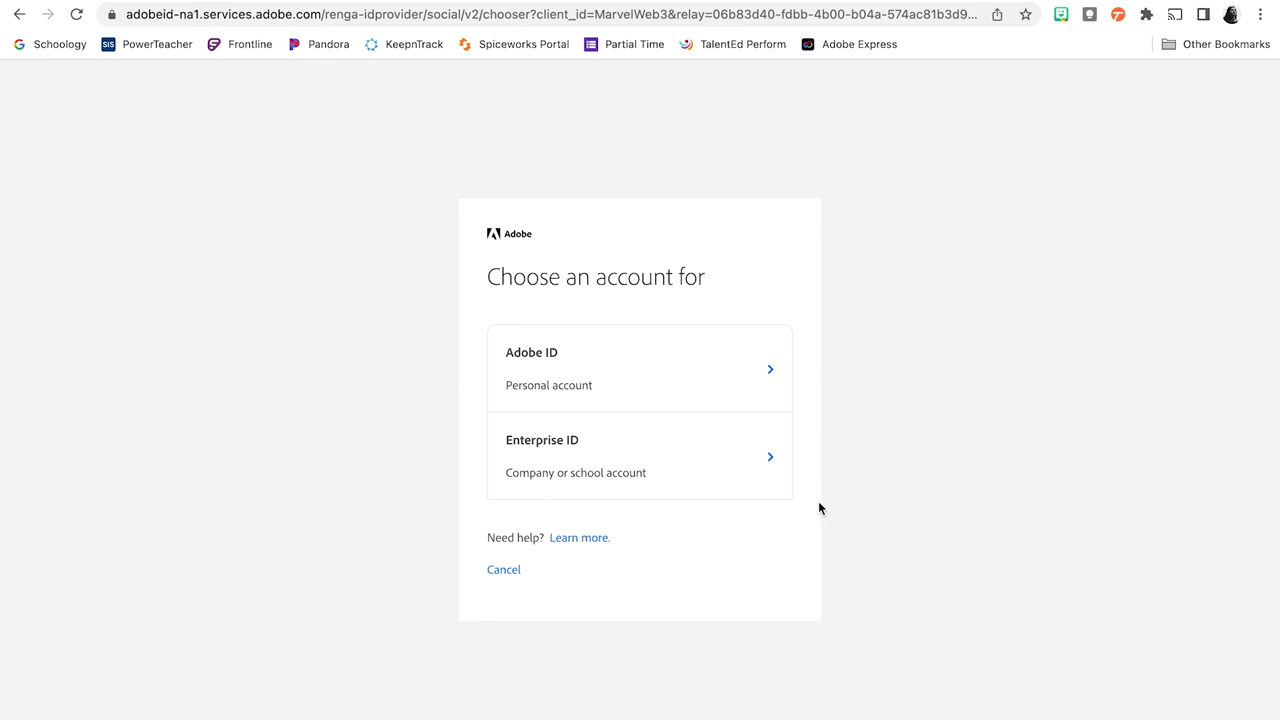 adobeid-na1.services.adobe.com/renga-idprovider/social/v2/chooser?client_id=MarvelWeb3&relay=06b83d40-fdbb-4b00-b04a-574ac81b3d9...
Schoology
SIS PowerTeacher
Frontline
Pandora
KeepnTrack
Spiceworks Portal
Partial Time
TalentEd Perform
Adobe Express
Other Bookmarks
Adobe
Choose an account for
Adobe ID
Personal account
Enterprise ID
Company or school account
Need help? Learn more.
Cancel